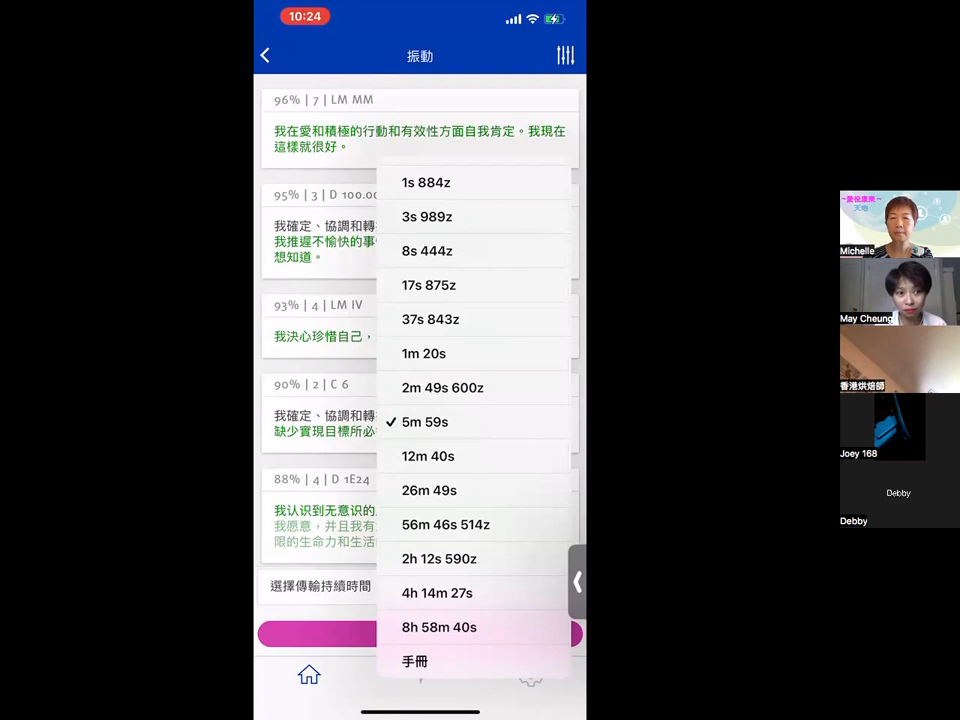 10:24
振動
96% | 7 | LM MM
我在愛和積極的行動和有效性方面自我肯定。我現在
這樣就很好。
95% | 3 | D 100.00
我確定、協調和轉
我推遲不愉快的事
想知道。
93% | 4 | LM IV
我決心珍惜自己，
90% | 2 | C 6
我確定、協調和轉
缺少實現目標所必
88% | 4 | D 1E24
我认识到无意识的
我愿意，并且我有
限的生命力和生活
選擇傳輸持續時間
1s 884z
3s 989z
8s 444z
17s 875z
37s 843z
1m 20s
2m 49s 600z
5m 59s
12m 40s
26m 49s
56m 46s 514z
2h 12s 590z
4h 14m 27s
8h 58m 40s
手冊
天地
Michelle
May Cheung
香港烘焙師
Joey 168
Debby
Debby